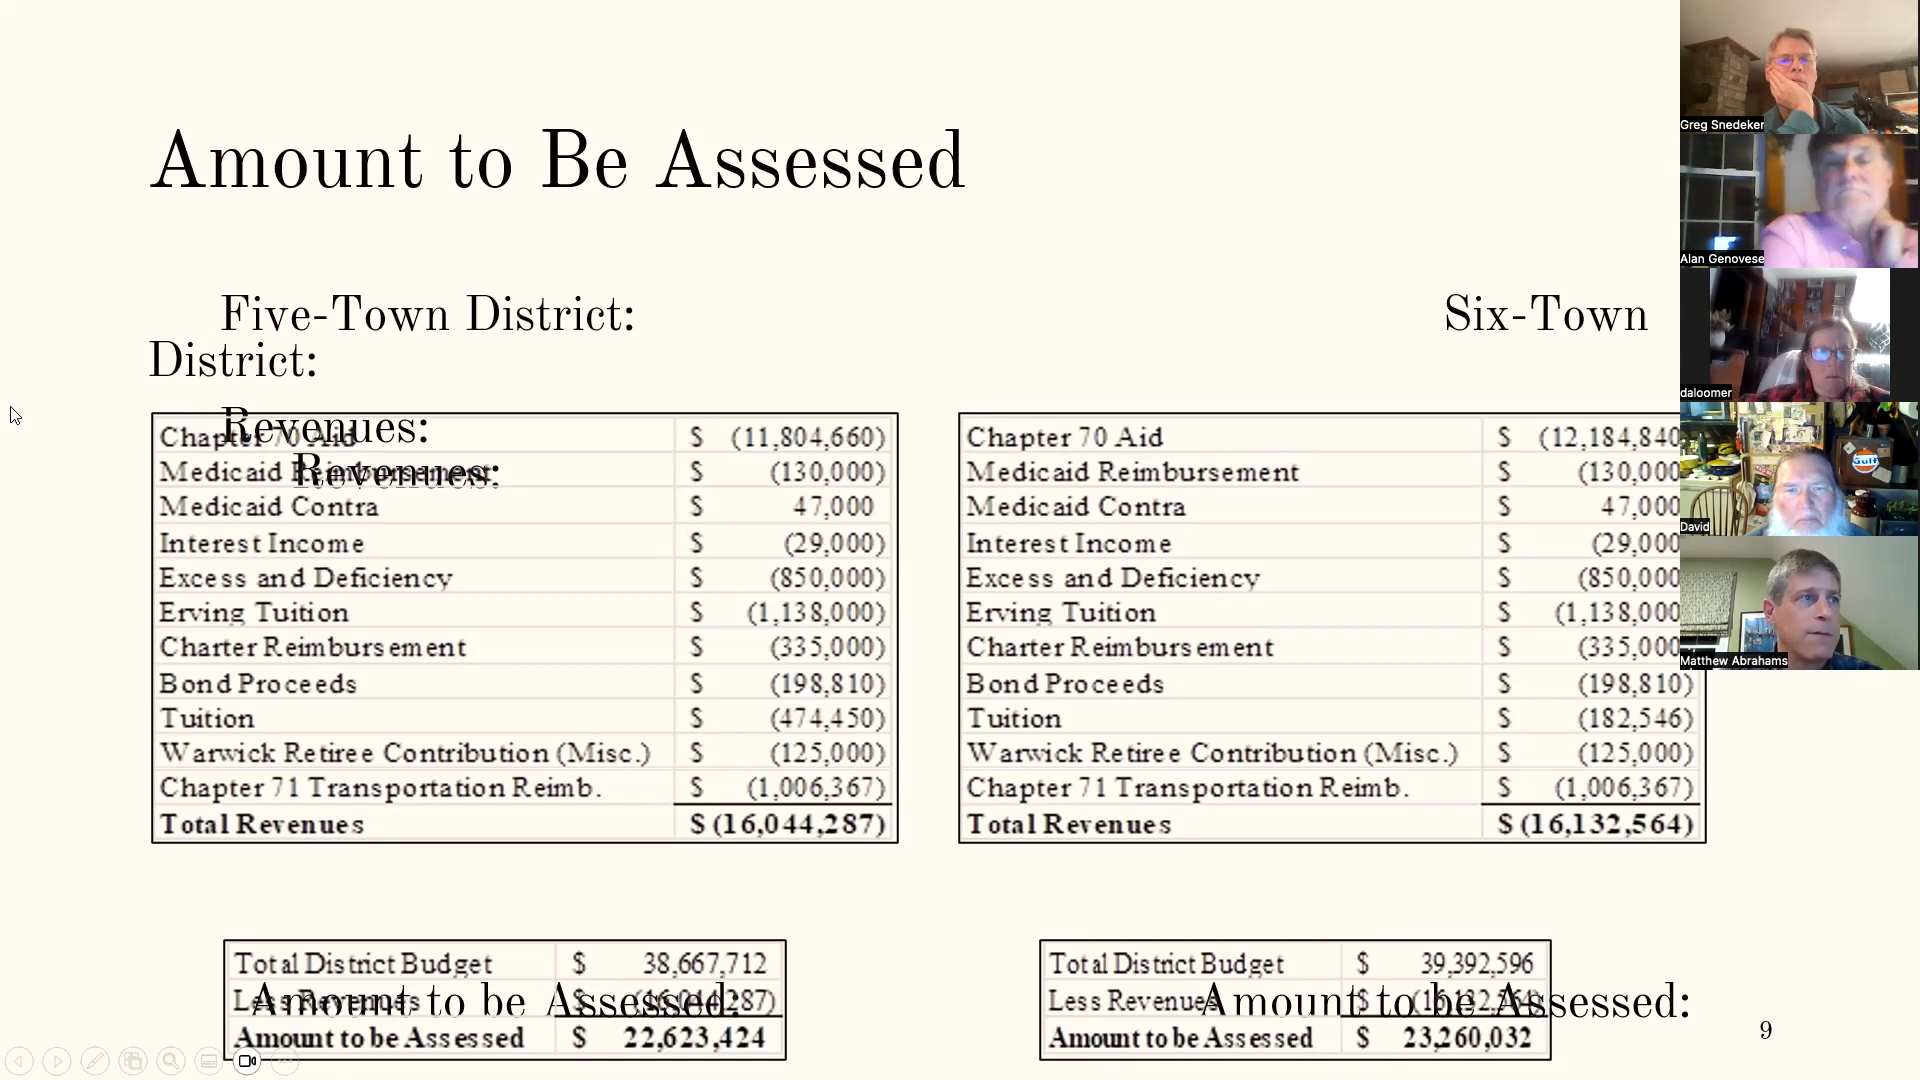 Amount to Be Assessed
Five-Town District: Six-Town
District:
Revenues:
Revenues:
Chapter 70 Aid $ (11,804,660)
Medicaid Reimbursement $ (130,000)
Medicaid Contra $ 47,000
Interest Income $ (29,000)
Excess and Deficiency $ (850,000)
Erving Tuition $ (1,138,000)
Charter Reimbursement $ (335,000)
Bond Proceeds $ (198,810)
Tuition $ (474,450)
Warwick Retiree Contribution (Misc.) $ (125,000)
Chapter 71 Transportation Reimb. $ (1,006,367)
Total Revenues $ (16,044,287)
Chapter 70 Aid $ (12,184,840
Medicaid Reimbursement $ (130,000
Medicaid Contra $ 47,000
Interest Income $ (29,000
Excess and Deficiency $ (850,000
Erving Tuition $ (1,138,000
Charter Reimbursement $ (335,000
Bond Proceeds $ (198,810)
Tuition $ (182,546)
Warwick Retiree Contribution (Misc.) $ (125,000)
Chapter 71 Transportation Reimb. $ (1,006,367)
Total Revenues $ (16,132,564)
Total District Budget $ 38,667,712
Less Revenues $ (16,044,287)
Amount to be Assessed:
Amount to be Assessed $ 22,623,424
Total District Budget $ 39,392,596
Less Revenues $ (16,132,564)
Amount to be Assessed:
Amount to be Assessed $ 23,260,032
9
Greg Snedeker
Alan Genovese
daloomer
David
Gulf
Matthew Abrahams